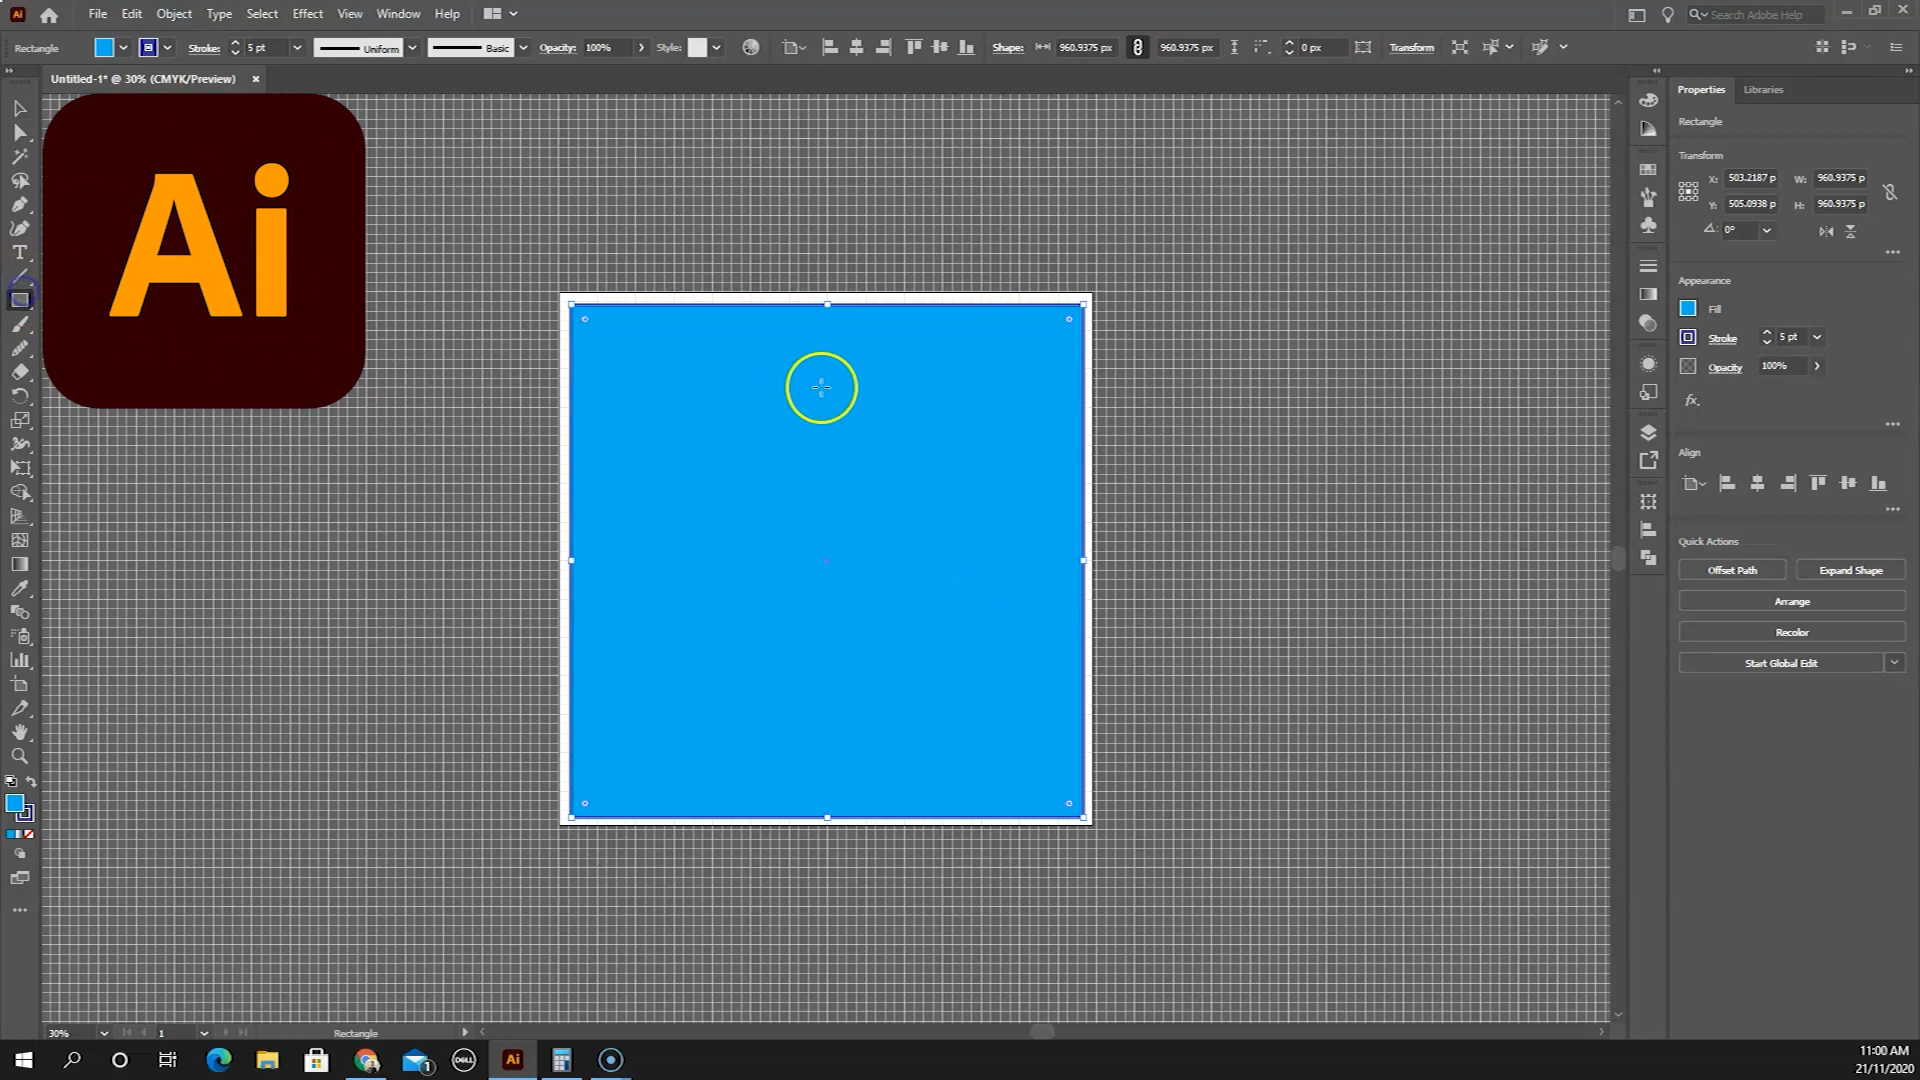 Ai File Edit Object Type Select Effect View Window Help Search Adobe Help
Rectangle Stroke: 5 pt Uniform Basic Opacity: 100% Style: Shape: 960.9375 px 960.9375 px 0 px Transform
Untitled-1* @ 30% (CMYK/Preview)
Properties Libraries
Rectangle
Transform
X: 503.2187 p W: 960.9375 p
Y: 505.0938 p H: 960.9375 p
0°
Ai
Appearance
Fill
Stroke 5 pt
Opacity 100%
fx.
Align
Quick Actions
Offset Path Expand Shape
Arrange
Recolor
Start Global Edit
30% 1 Rectangle
1 DELL Ai 11:00 AM
21/11/2020